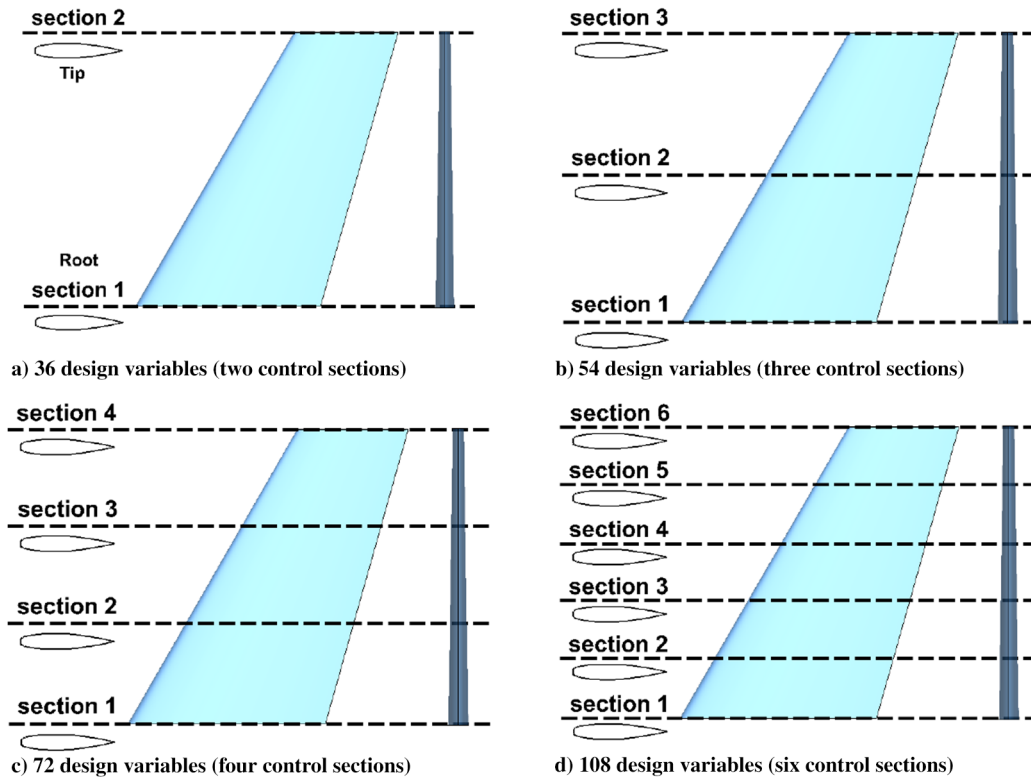 section 2
Tip
Root
section 1
a) 36 design variables (two control sections)
section 3
section 2
section 1
b) 54 design variables (three control sections)
section 4
section 3
section 2
section 1
c) 72 design variables (four control sections)
section 6
section 5
section 4
section 3
section 2
section 1
d) 108 design variables (six control sections)